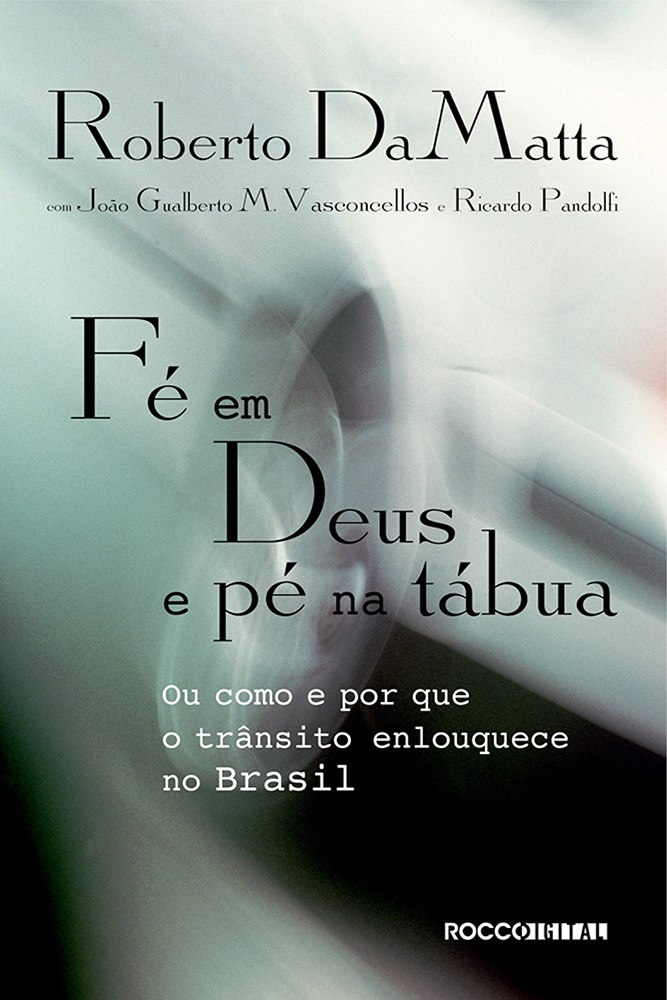 Roberto DaMatta
com João Gualberto M. Vasconcellos e Ricardo Pandolfi
Fé em
Deus
e pé na tábua
Ou como e por que
o trânsito enlouquece
no Brasil
ROCCODIGITAL